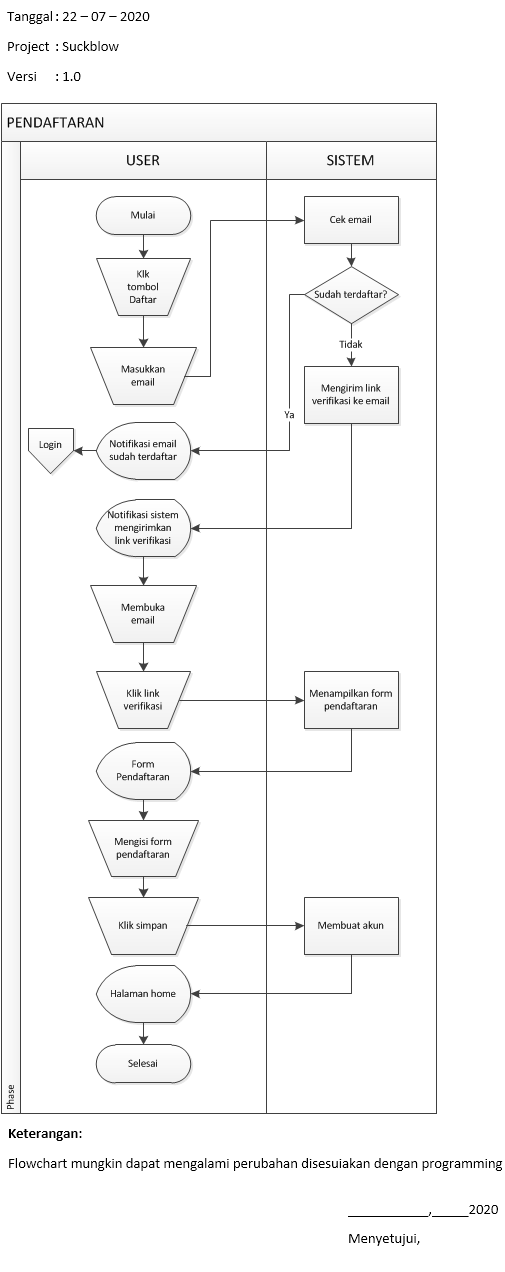 Tanggal : 22 – 07 – 2020
Project : Suckblow
Versi : 1.0
PENDAFTARAN
USER
SISTEM
Mulai
Cek email
Klk
tombol
Daftar
Sudah terdaftar?
Tidak
Masukkan
email
Mengirim link
verifikasi ke email
Ya
Login
Notifikasi email
sudah terdaftar
Notifikasi sistem
mengirimkan
link verifikasi
Membuka
email
Klik link
verifikasi
Menampilkan form
pendaftaran
Form
Pendaftaran
Mengisi form
pendaftaran
Klik simpan
Membuat akun
Halaman home
Selesai
Phase
Keterangan:
Flowchart mungkin dapat mengalami perubahan disesuiakan dengan programming
___________,_____2020
Menyetujui,